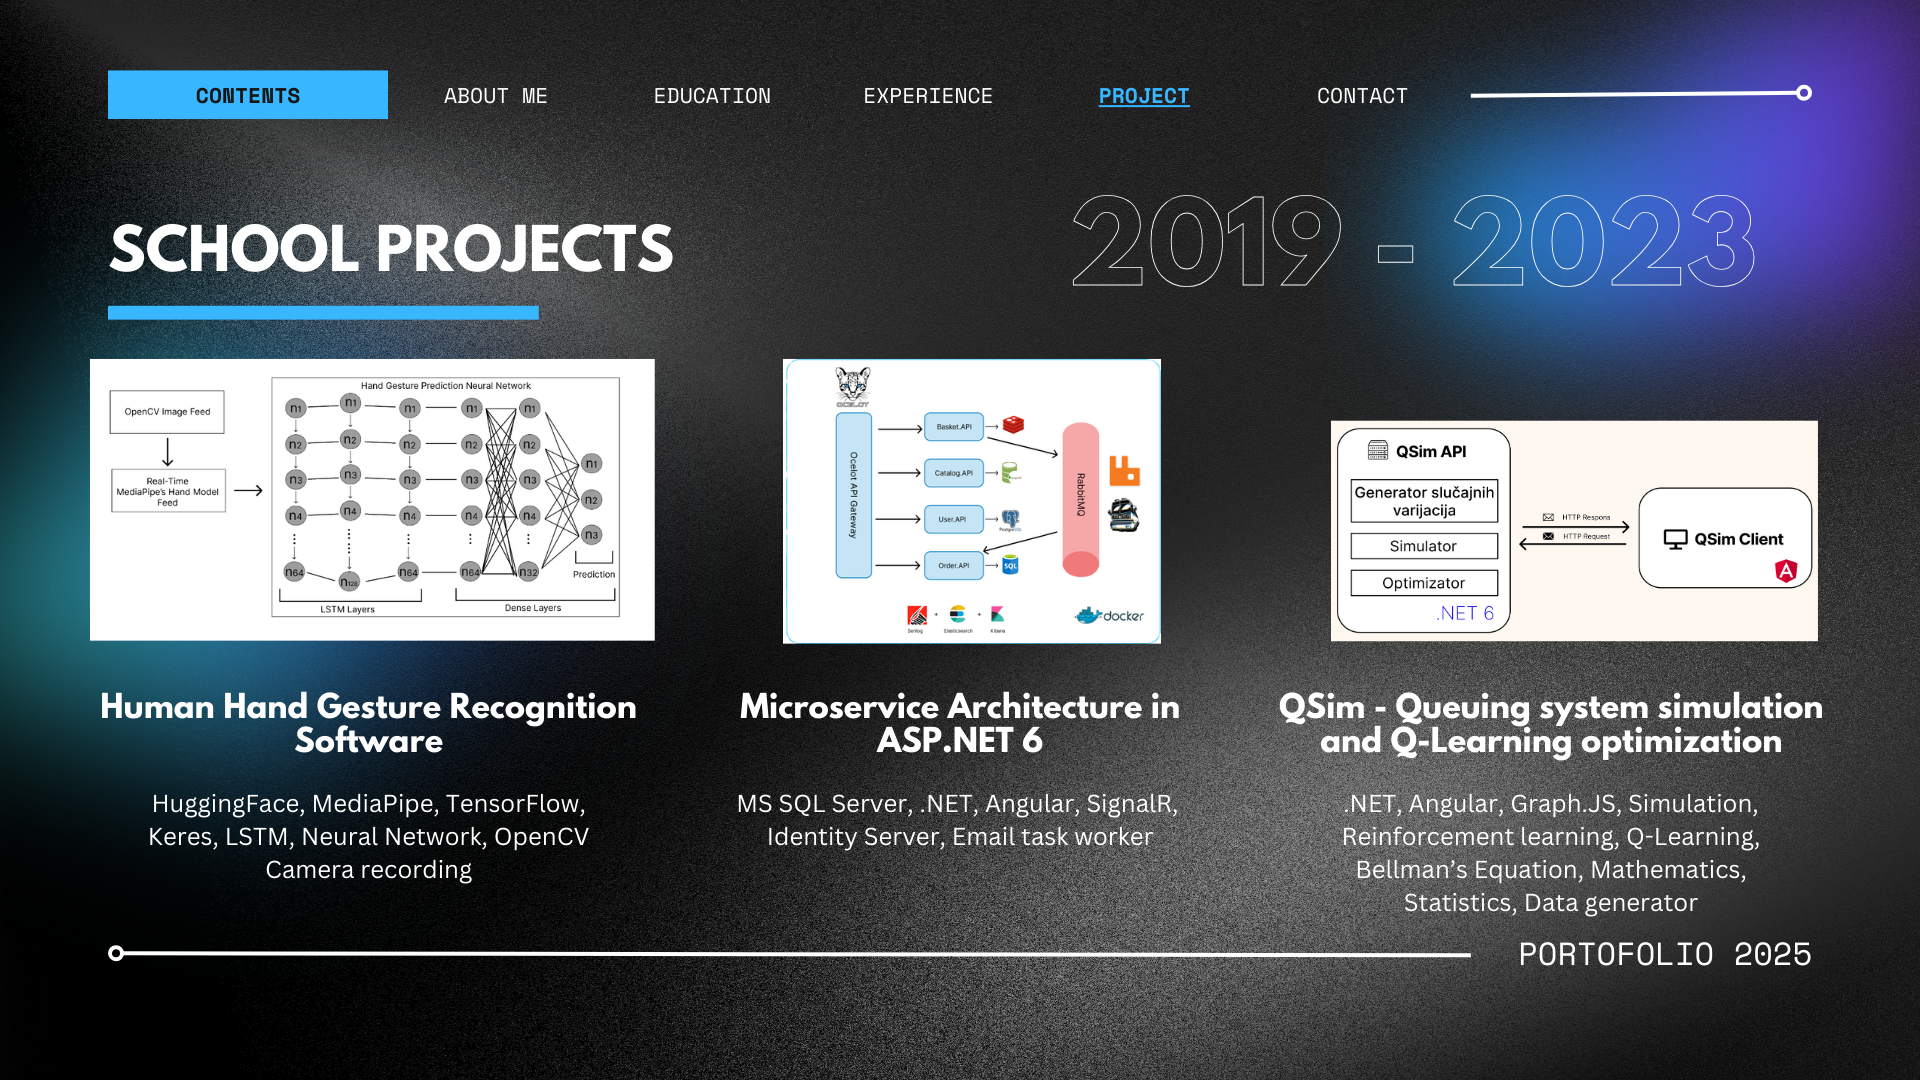 CONTENTS
ABOUT ME
EDUCATION
EXPERIENCE
PROJECT
CONTACT
SCHOOL PROJECTS
2019 - 2023
OpenCV Image Feed
Real-Time
MediaPipe's Hand Model
Feed
Hand Gesture Prediction Neural Network
n1 n1 n1 n1 n1
n2 n2 n2 n2 n2
n3 n3 n3 n3 n3
n4 n4 n4 n4 n4
n64 n128 n64 n64 n32
n1
n2
n3
Prediction
LSTM Layers
Dense Layers
OCELOT
Ocelot API Gateway
Basket.API
Catalog.API
User.API
PostgreSQL
Order.API
SQL
RabbitMQ
Serilog
Elasticsearch
Kibana
docker
QSim API
Generator slučajnih
varijacija
Simulator
Optimizator
.NET 6
HTTP Respons
HTTP Request
QSim Client
A
Human Hand Gesture Recognition
Software
HuggingFace, MediaPipe, TensorFlow,
Keres, LSTM, Neural Network, OpenCV
Camera recording
Microservice Architecture in
ASP.NET 6
MS SQL Server, .NET, Angular, SignalR,
Identity Server, Email task worker
QSim - Queuing system simulation
and Q-Learning optimization
.NET, Angular, Graph.JS, Simulation,
Reinforcement learning, Q-Learning,
Bellman’s Equation, Mathematics,
Statistics, Data generator
PORTOFOLIO 2025